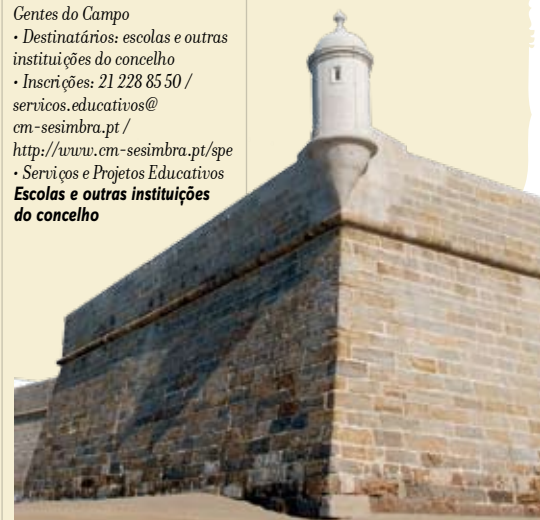 Gentes do Campo
• Destinatários: escolas e outras
instituições do concelho
• Inscrições: 21 228 85 50 /
servicos.educativos@
cm-sesimbra.pt /
http://www.cm-sesimbra.pt/spe
• Serviços e Projetos Educativos
Escolas e outras instituições
do concelho